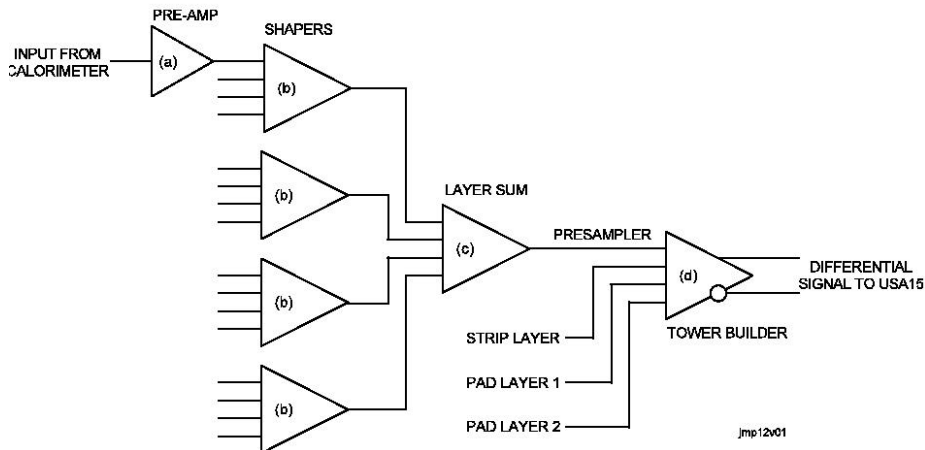 PRE-AMP
SHAPERS
INPUT FROM
CALORIMETER
(a)
(b)
(b)
LAYER SUM
(c)
PRESAMPLER
(d)
DIFFERENTIAL
SIGNAL TO USA15
(b)
STRIP LAYER
TOWER BUILDER
PAD LAYER 1
(b)
PAD LAYER 2
jmp12v01